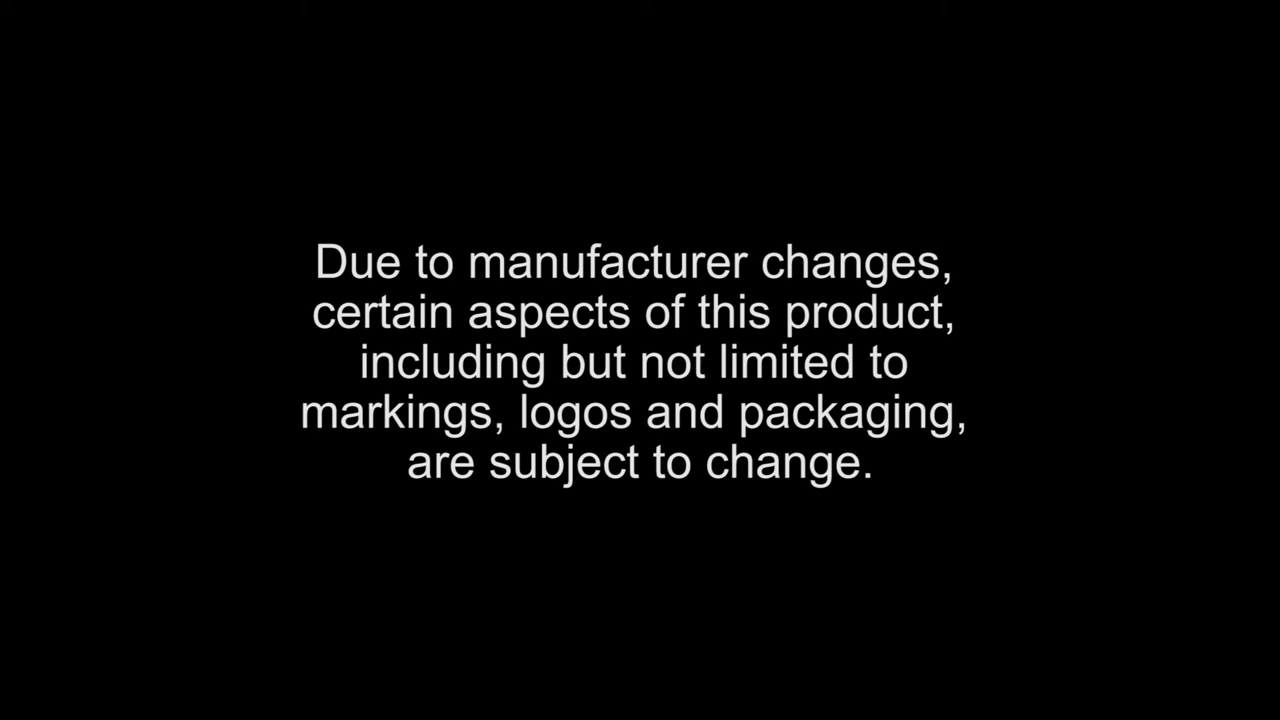 Due to manufacturer changes,
certain aspects of this product,
including but not limited to
markings, logos and packaging,
are subject to change.